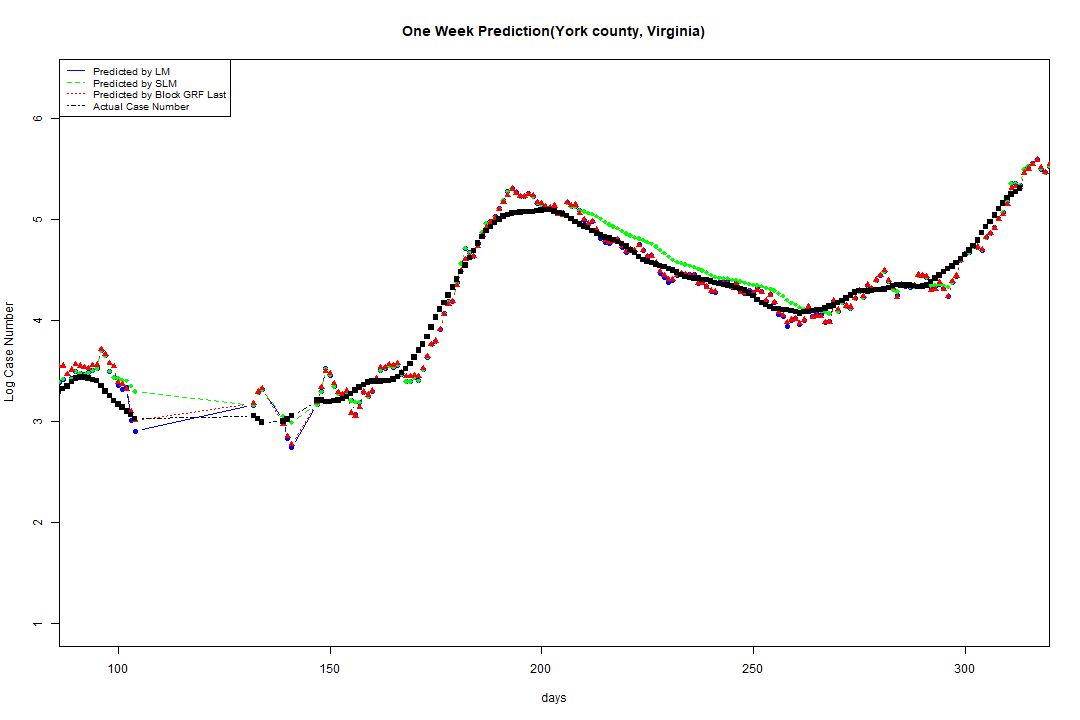 One Week Prediction(York county, Virginia)
Predicted by LM
Predicted by SLM
Predicted by Block GRF Last
Actual Case Number
6
5
4
3
2
1
Log Case Number
100 150 200 250 300
days